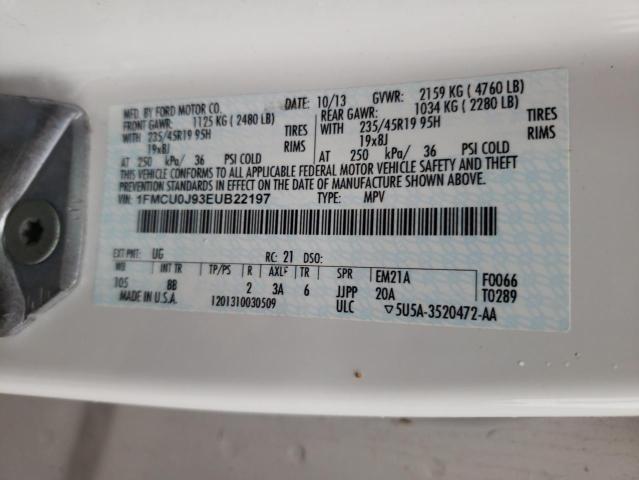 MFD. BY FORD MOTOR CO.
DATE: 10/13 GVWR: 2159 KG ( 4760 LB)
FRONT GAWR: 1125 KG ( 2480 LB)
REAR GAWR: 1034 KG ( 2280 LB)
WITH 235/45R19 95H TIRES
WITH 235/45R19 95H TIRES
19x8J RIMS
19x8J RIMS
AT 250 kPa/ 36 PSI COLD
AT 250 kPa/ 36 PSI COLD
THIS VEHICLE CONFORMS TO ALL APPLICABLE FEDERAL MOTOR VEHICLE SAFETY AND THEFT
PREVENTION STANDARDS IN EFFECT ON THE DATE OF MANUFACTURE SHOWN ABOVE.
VIN: 1FMCU0J93EUB22197 TYPE: MPV
EXT PNT: UG RC: 21 DSO:
WB INT TR TP/PS R AXLE TR SPR EM21A F0066
105 BB 2 3A 6 JJPP 20A T0289
MADE IN U.S.A. 1201310030509 ULC ▽5U5A-3520472-AA